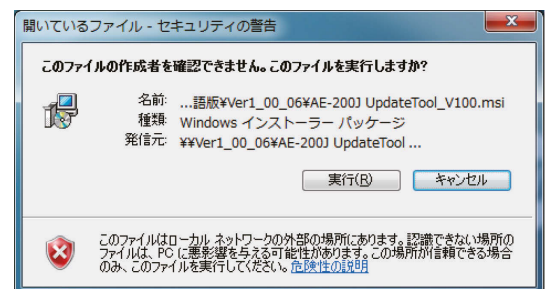 開いているファイル - セキュリティの警告
このファイルの作成者を確認できません。このファイルを実行しますか?
名前: ...語版¥Ver1_00_06¥AE-200J UpdateTool_V100.msi
種類: Windows インストーラー パッケージ
発信元: ¥¥Ver1_00_06¥AE-200J UpdateTool ...
実行(R) キャンセル
このファイルはローカル ネットワークの外部の場所にあります。認識できない場所の
ファイルは、PC に悪影響を与える可能性があります。この場所が信頼できる場合
のみ、このファイルを実行してください。危険性の説明